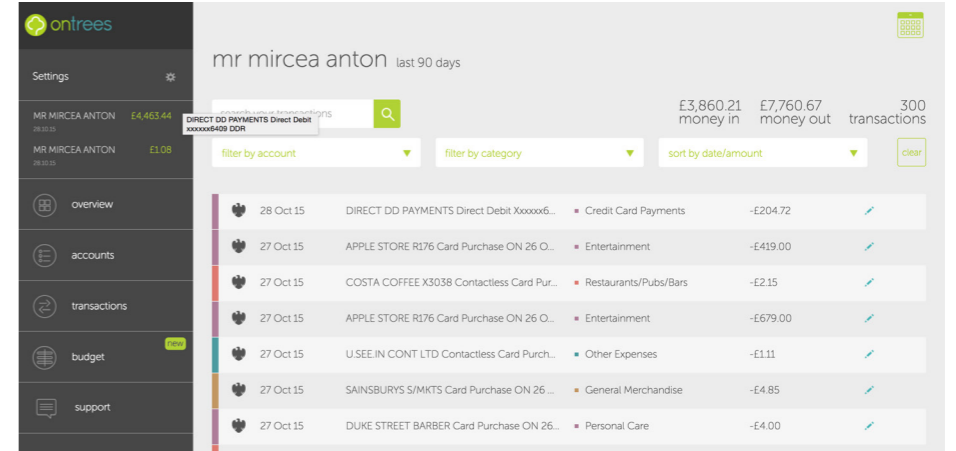 ontrees
Settings
MR MIRCEA ANTON £4,463.44
28.10.15
MR MIRCEA ANTON £1.08
28.10.15
overview
accounts
transactions
budget new
support
mr mircea anton last 90 days
search your transactions
DIRECT DD PAYMENTS Direct Debit
xxxxxx6409 DDR
£3,860.21 £7,760.67 300
money in money out transactions
filter by account filter by category sort by date/amount clear
28 Oct 15 DIRECT DD PAYMENTS Direct Debit Xxxxxx6... Credit Card Payments -£204.72
27 Oct 15 APPLE STORE R176 Card Purchase ON 26 O... Entertainment -£419.00
27 Oct 15 COSTA COFFEE X3038 Contactless Card Pur... Restaurants/Pubs/Bars -£2.15
27 Oct 15 APPLE STORE R176 Card Purchase ON 26 O... Entertainment -£679.00
27 Oct 15 U.SEE.IN CONT LTD Contactless Card Purch... Other Expenses -£1.11
27 Oct 15 SAINSBURYS S/MKTS Card Purchase ON 26 ... General Merchandise -£4.85
27 Oct 15 DUKE STREET BARBER Card Purchase ON 26... Personal Care -£4.00